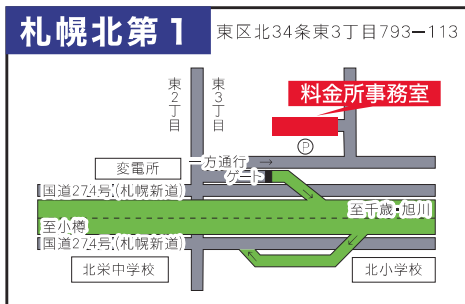 札幌北第1
東区北34条東3丁目793ー113
東2丁目
東3丁目
料金所事務室
P
変電所
一方通行→
ゲート
国道274号(札幌新道)
至千歳・旭川
至小樽
国道274号(札幌新道)
北栄中学校
北小学校